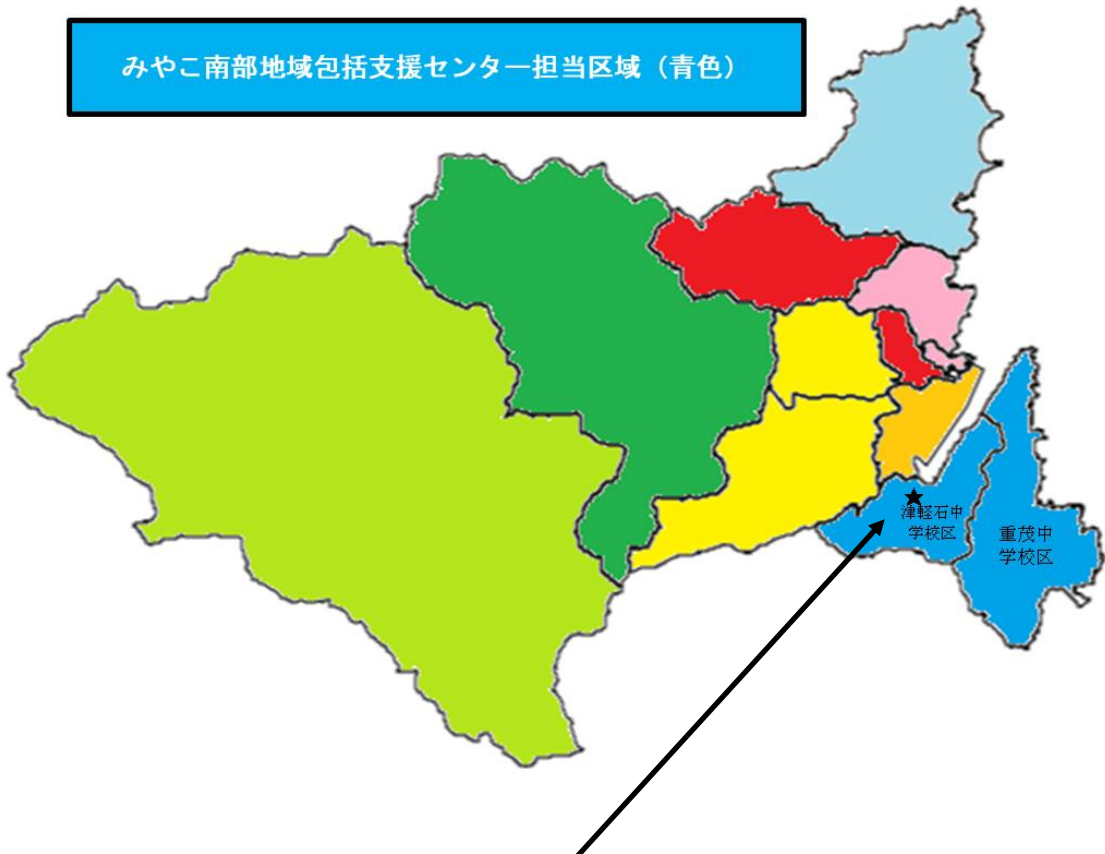 みやこ南部地域包括支援センター担当区域（青色）
★
津軽石中
学校区
重茂中
学校区